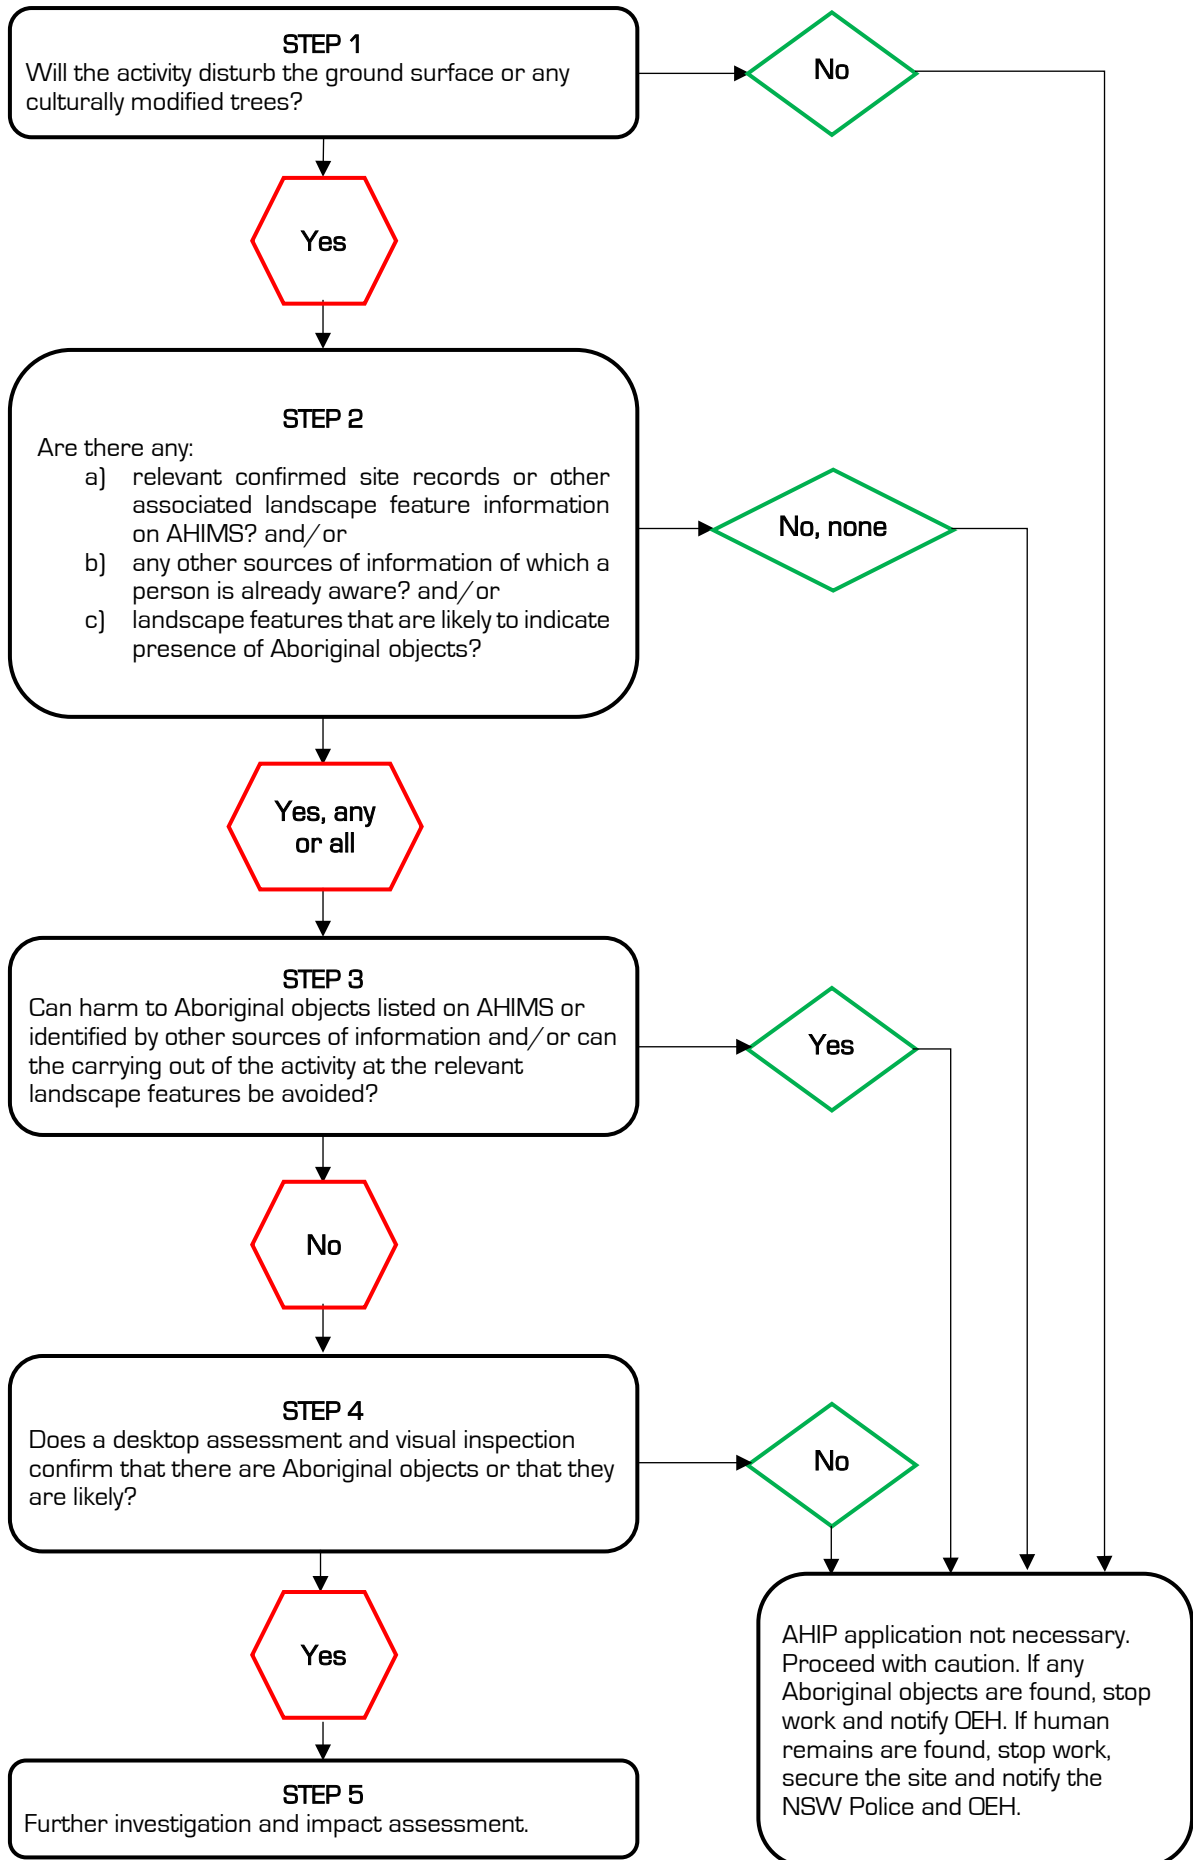 STEP 1
Will the activity disturb the ground surface or any
culturally modified trees?
No
Yes
STEP 2
Are there any:
a) relevant confirmed site records or other
associated landscape feature information
on AHIMS? and/or
b) any other sources of information of which a
person is already aware? and/or
c) landscape features that are likely to indicate
presence of Aboriginal objects?
No, none
Yes, any
or all
STEP 3
Can harm to Aboriginal objects listed on AHIMS or
identified by other sources of information and/or can
the carrying out of the activity at the relevant
landscape features be avoided?
Yes
No
STEP 4
Does a desktop assessment and visual inspection
confirm that there are Aboriginal objects or that they
are likely?
No
Yes
AHIP application not necessary.
Proceed with caution. If any
Aboriginal objects are found, stop
work and notify OEH. If human
remains are found, stop work,
secure the site and notify the
NSW Police and OEH.
STEP 5
Further investigation and impact assessment.